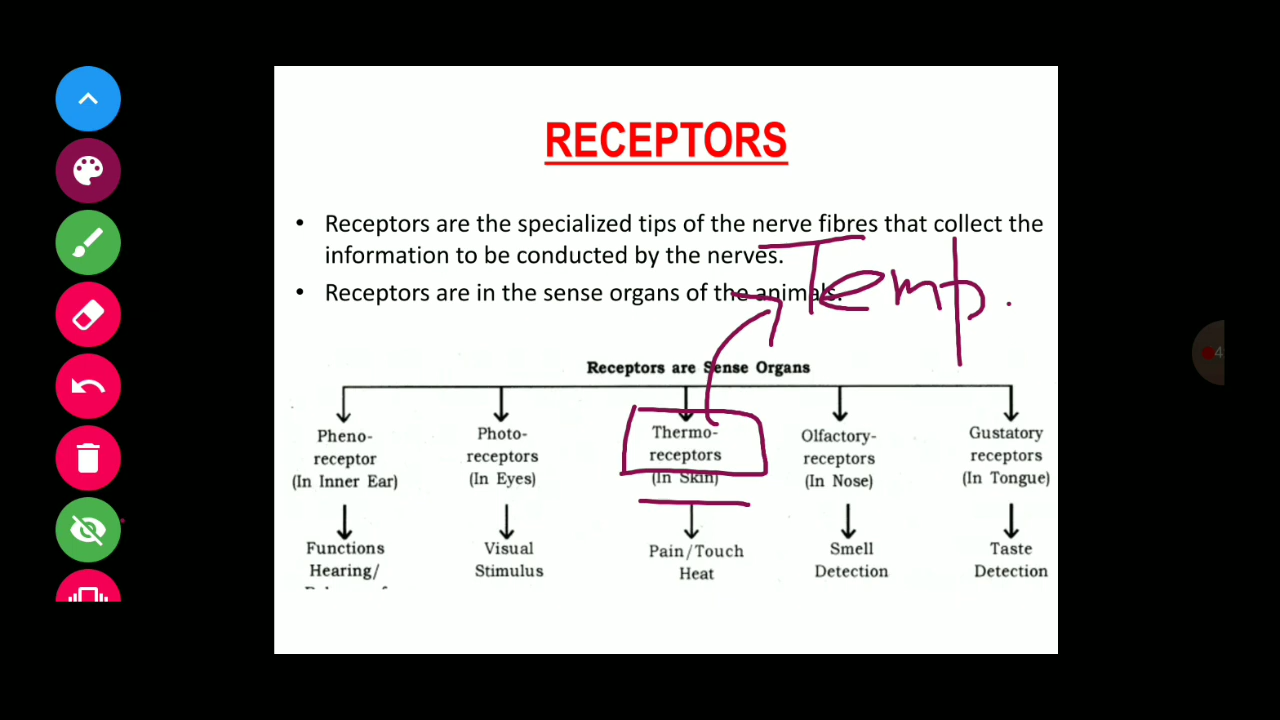 RECEPTORS
• Receptors are the specialized tips of the nerve fibres that collect the
information to be conducted by the nerves.
• Receptors are in the sense organs of the animals.
Temp.
Receptors are Sense Organs
Pheno-
receptor
(In Inner Ear)
Functions
Hearing/
Photo-
receptors
(In Eyes)
Visual
Stimulus
Thermo-
receptors
(In Skin)
Pain/Touch
Heat
Olfactory-
receptors
(In Nose)
Smell
Detection
Gustatory
receptors
(In Tongue)
Taste
Detection
4